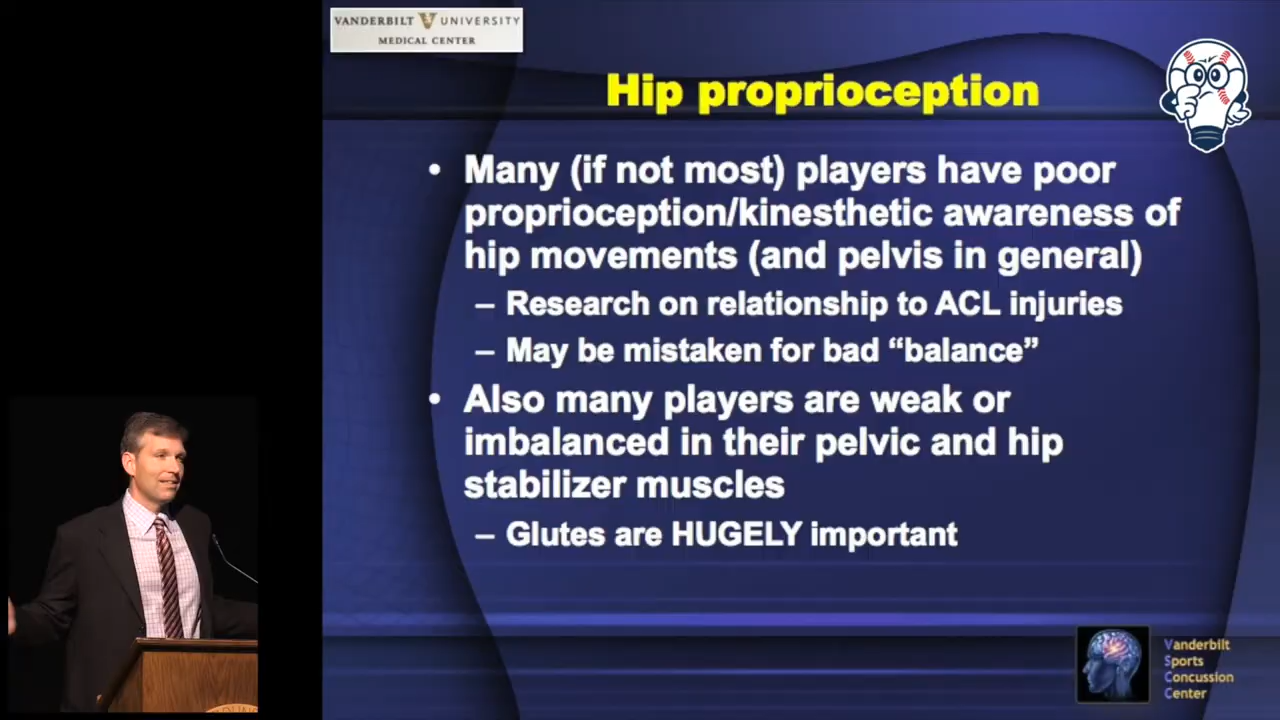 VANDERBILT UNIVERSITY
MEDICAL CENTER
Hip proprioception
• Many (if not most) players have poor
proprioception/kinesthetic awareness of
hip movements (and pelvis in general)
– Research on relationship to ACL injuries
– May be mistaken for bad “balance”
• Also many players are weak or
imbalanced in their pelvic and hip
stabilizer muscles
– Glutes are HUGELY important
Vanderbilt
Sports
Concussion
Center